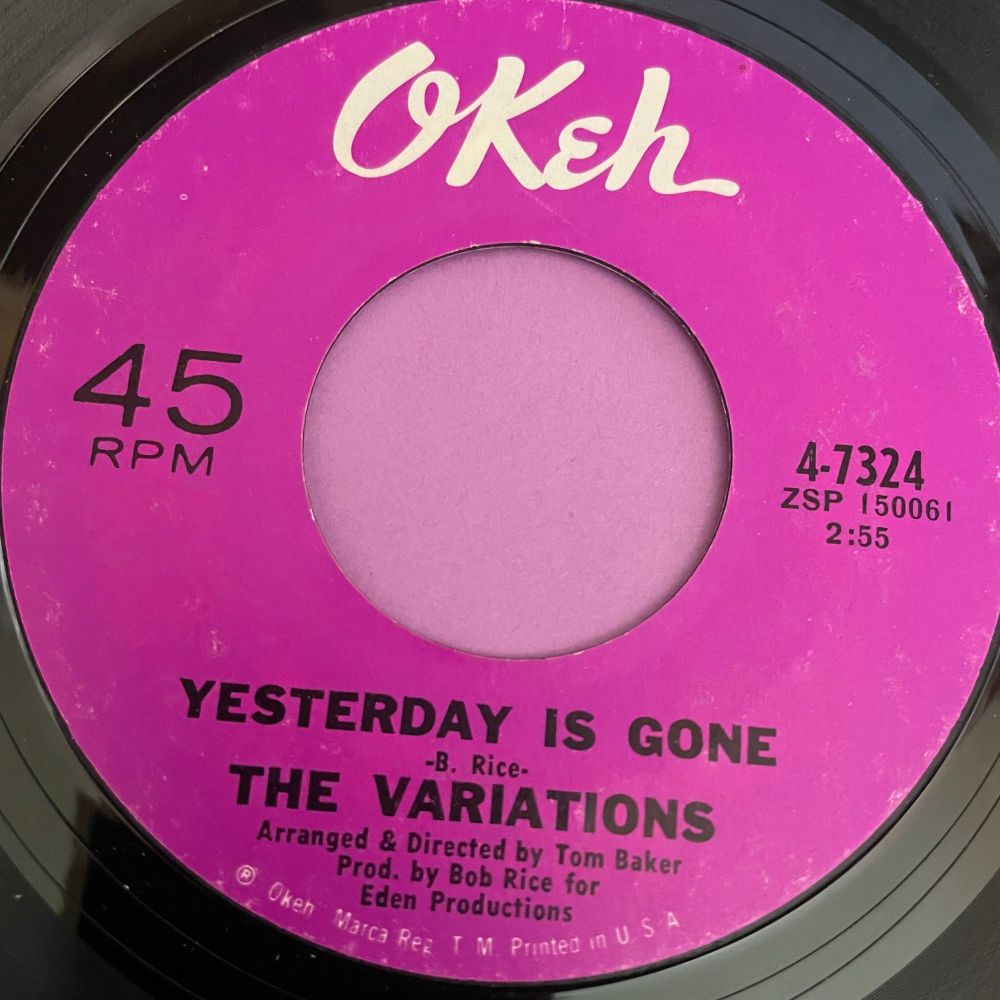 OKeh
45
RPM
4-7324
ZSP 150061
2:55
YESTERDAY IS GONE
-B. Rice-
THE VARIATIONS
Arranged & Directed by Tom Baker
Prod. by Bob Rice for
Eden Productions
® Okeh Marca Reg. T M Printed in U S A